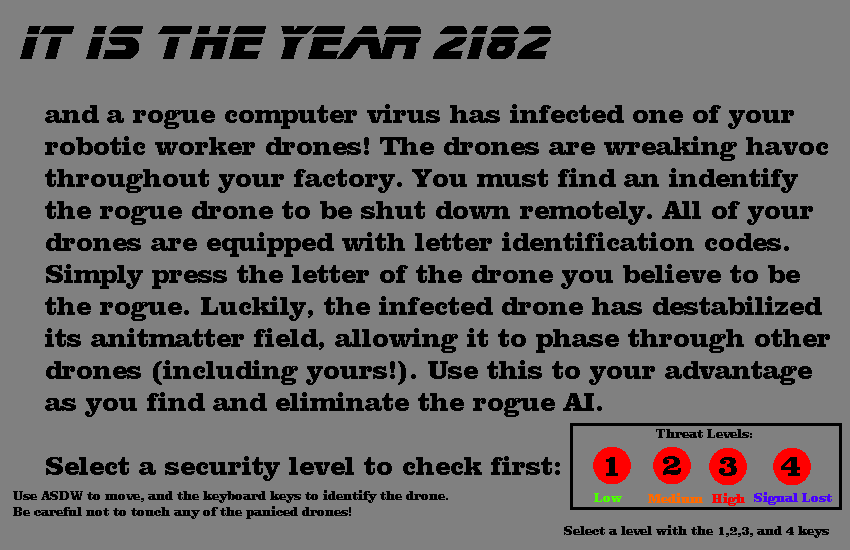 IT IS THE YEAR 2182
and a rogue computer virus has infected one of your
robotic worker drones! The drones are wreaking havoc
throughout your factory. You must find an indentify
the rogue drone to be shut down remotely. All of your
drones are equipped with letter identification codes.
Simply press the letter of the drone you believe to be
the rogue. Luckily, the infected drone has destabilized
its anitmatter field, allowing it to phase through other
drones (including yours!). Use this to your advantage
as you find and eliminate the rogue AI.
Threat Levels:
Select a security level to check first: 1 2 3 4
Low Medium High Signal Lost
Use ASDW to move, and the keyboard keys to identify the drone.
Be careful not to touch any of the paniced drones!
Select a level with the 1,2,3, and 4 keys